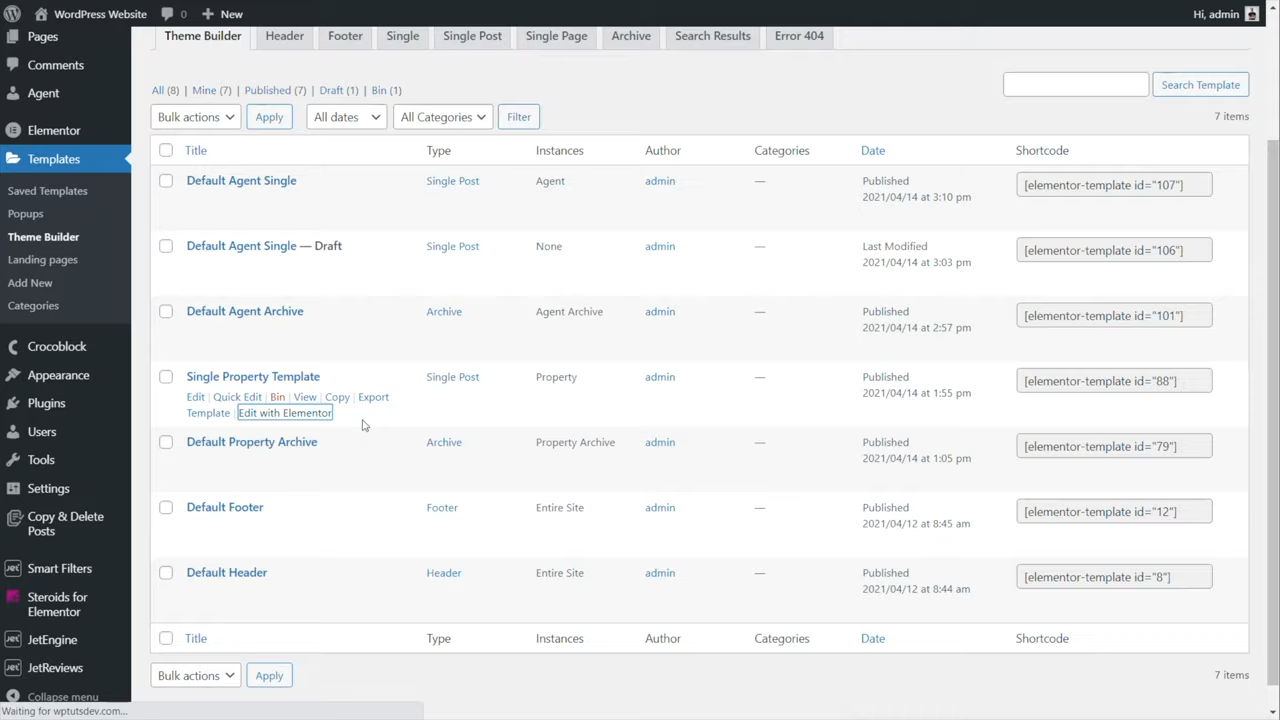 WordPress Website 0 New Hi, admin
Pages
Comments
Agent
Elementor
Templates
Saved Templates
Popups
Theme Builder
Landing pages
Add New
Categories
Crocoblock
Appearance
Plugins
Users
Tools
Settings
Copy & Delete
Posts
Smart Filters
Steroids for
Elementor
JetEngine
JetReviews
Collapse menu
Theme Builder Header Footer Single Single Post Single Page Archive Search Results Error 404
All (8) | Mine (7) | Published (7) | Draft (1) | Bin (1)
Search Template
Bulk actions Apply All dates All Categories Filter
7 items
Title Type Instances Author Categories Date Shortcode
Default Agent Single Single Post Agent admin — Published [elementor-template id="107"]
2021/04/14 at 3:10 pm
Default Agent Single — Draft Single Post None admin — Last Modified [elementor-template id="106"]
2021/04/14 at 3:03 pm
Default Agent Archive Archive Agent Archive admin — Published [elementor-template id="101"]
2021/04/14 at 2:57 pm
Single Property Template Single Post Property admin — Published [elementor-template id="88"]
2021/04/14 at 1:55 pm
Edit | Quick Edit | Bin | View | Copy | Export
Template | Edit with Elementor
Default Property Archive Archive Property Archive admin — Published [elementor-template id="79"]
2021/04/14 at 1:05 pm
Default Footer Footer Entire Site admin — Published [elementor-template id="12"]
2021/04/12 at 8:45 am
Default Header Header Entire Site admin — Published [elementor-template id="8"]
2021/04/12 at 8:44 am
Title Type Instances Author Categories Date Shortcode
Bulk actions Apply
7 items
Waiting for wptutsdev.com...